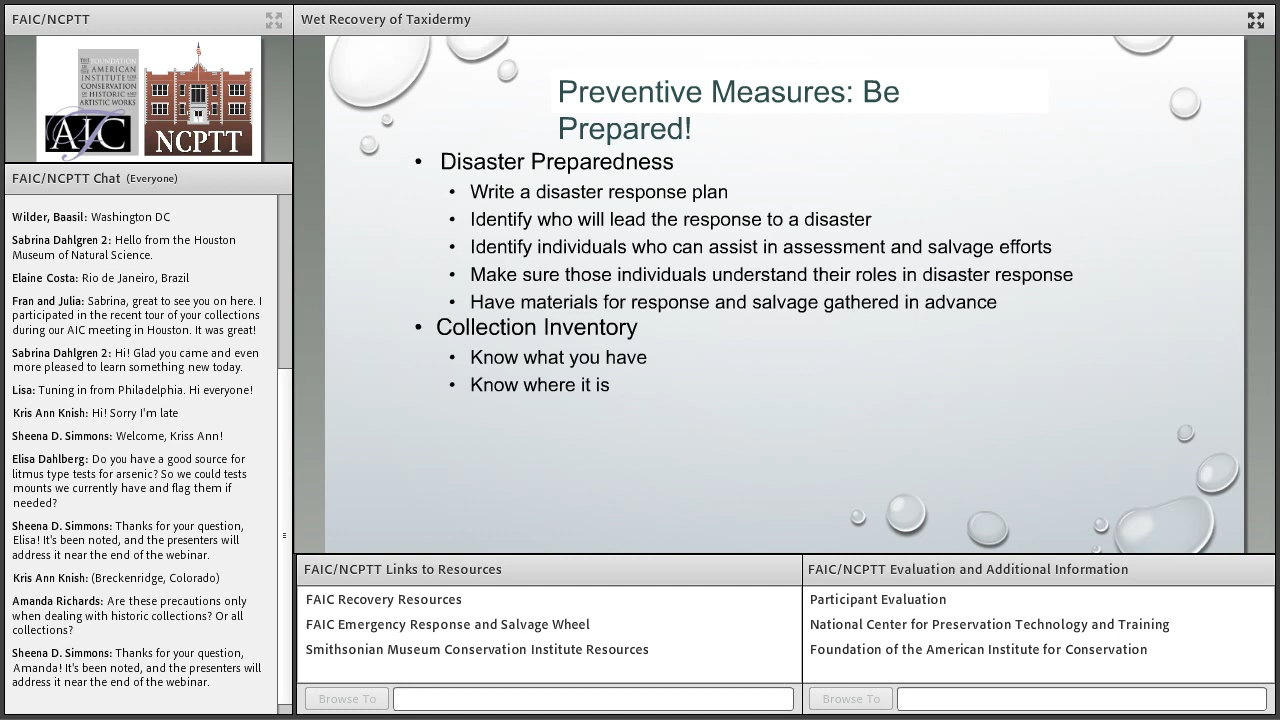 FAIC/NCPTT
THE FOUNDATION
OF THE AMERICAN
INSTITUTE FOR
CONSERVATION
OF HISTORIC AND
ARTISTIC WORKS
AIC
NCPTT
FAIC/NCPTT Chat (Everyone)
Wilder, Baasil: Washington DC
Sabrina Dahlgren 2: Hello from the Houston
Museum of Natural Science.
Elaine Costa: Rio de Janeiro, Brazil
Fran and Julia: Sabrina, great to see you on here. I
participated in the recent tour of your collections
during our AIC meeting in Houston. It was great!
Sabrina Dahlgren 2: Hi! Glad you came and even
more pleased to learn something new today.
Lisa: Tuning in from Philadelphia. Hi everyone!
Kris Ann Knish: Hi! Sorry I'm late
Sheena D. Simmons: Welcome, Kriss Ann!
Elisa Dahlberg: Do you have a good source for
litmus type tests for arsenic? So we could tests
mounts we currently have and flag them if
needed?
Sheena D. Simmons: Thanks for your question,
Elisa! It's been noted, and the presenters will
address it near the end of the webinar.
Kris Ann Knish: (Breckenridge, Colorado)
Amanda Richards: Are these precautions only
when dealing with historic collections? Or all
collections?
Sheena D. Simmons: Thanks for your question,
Amanda! It's been noted, and the presenters will
address it near the end of the webinar.
Wet Recovery of Taxidermy
Preventive Measures: Be
Prepared!
• Disaster Preparedness
• Write a disaster response plan
• Identify who will lead the response to a disaster
• Identify individuals who can assist in assessment and salvage efforts
• Make sure those individuals understand their roles in disaster response
• Have materials for response and salvage gathered in advance
• Collection Inventory
• Know what you have
• Know where it is
FAIC/NCPTT Links to Resources
FAIC Recovery Resources
FAIC Emergency Response and Salvage Wheel
Smithsonian Museum Conservation Institute Resources
Browse To
FAIC/NCPTT Evaluation and Additional Information
Participant Evaluation
National Center for Preservation Technology and Training
Foundation of the American Institute for Conservation
Browse To